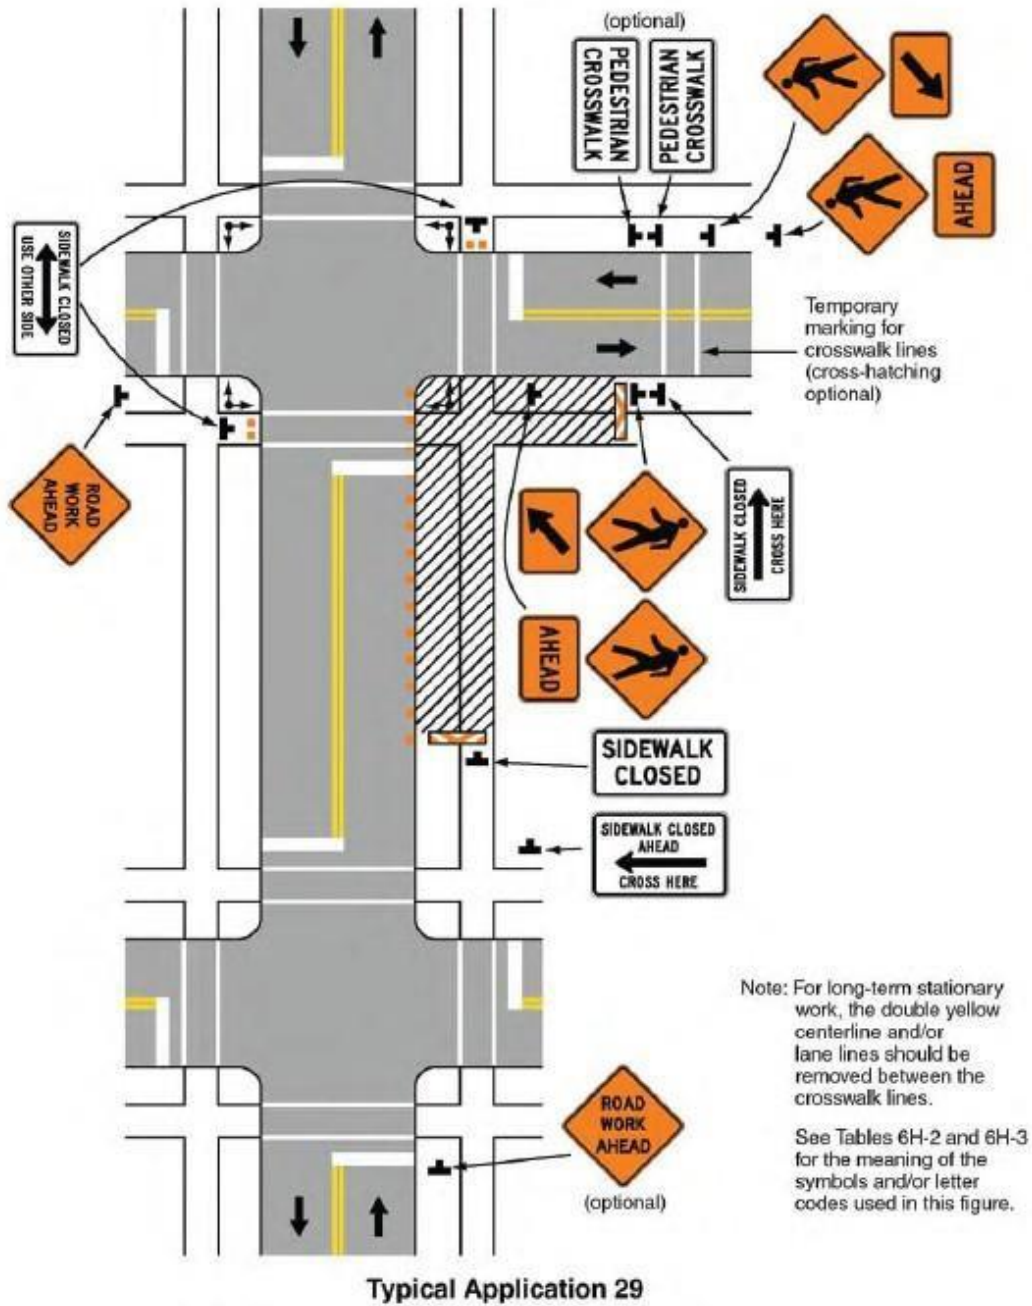 (optional)
PEDESTRIAN
CROSSWALK
PEDESTRIAN
CROSSWALK
AHEAD
SIDEWALK CLOSED
USE OTHER SIDE
Temporary
marking for
crosswalk lines
(cross-hatching
optional)
ROAD
WORK
AHEAD
SIDEWALK CLOSED
CROSS HERE
AHEAD
SIDEWALK
CLOSED
SIDEWALK CLOSED
AHEAD
CROSS HERE
Note: For long-term stationary
work, the double yellow
centerline and/or
lane lines should be
removed between the
crosswalk lines.
See Tables 6H-2 and 6H-3
for the meaning of the
symbols and/or letter
codes used in this figure.
ROAD
WORK
AHEAD
(optional)
Typical Application 29